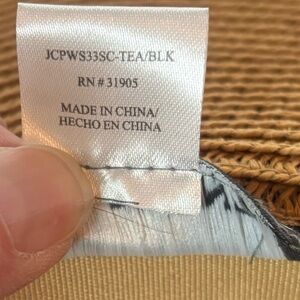 JCPWS33SC-TEA/BLK
RN # 31905
MADE IN CHINA/
HECHO EN CHINA